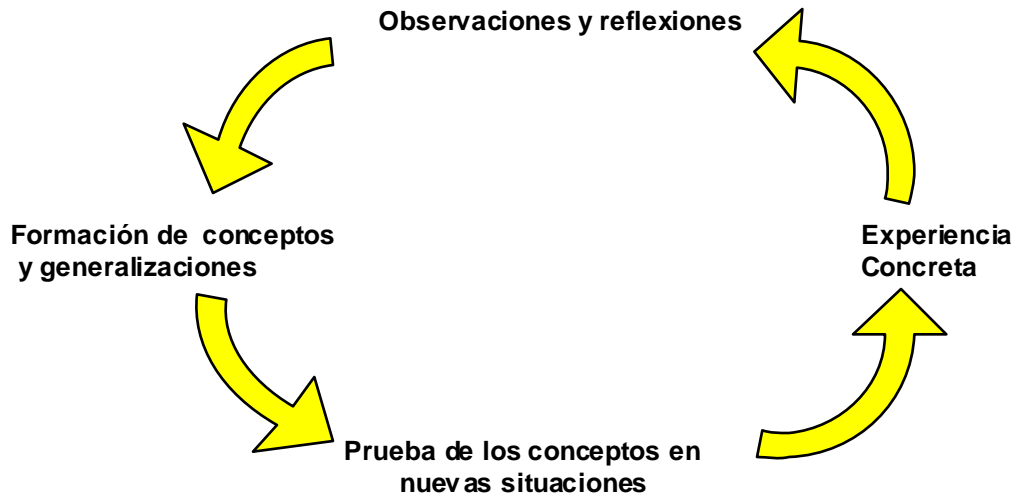 Observaciones y reflexiones
Formación de conceptos
y generalizaciones
Experiencia
Concreta
Prueba de los conceptos en
nuevas situaciones